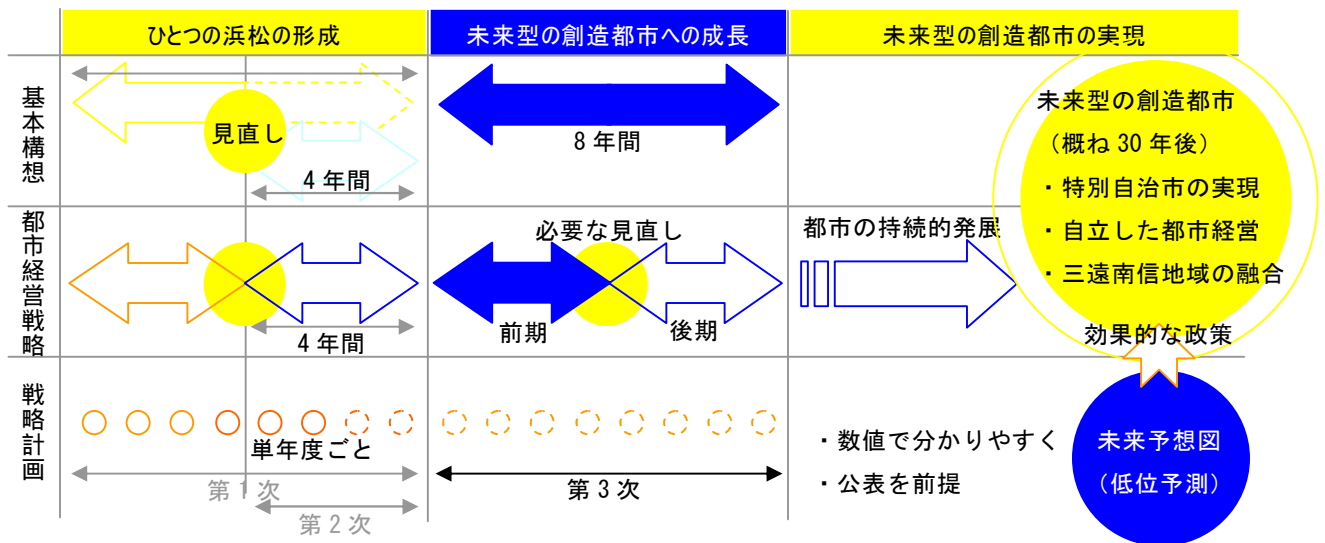 ひとつの浜松の形成
未来型の創造都市への成長
未来型の創造都市の実現
基本構想
見直し
4年間
8年間
未来型の創造都市
（概ね30年後）
・特別自治市の実現
・自立した都市経営
・三遠南信地域の融合
都市経営戦略
4年間
必要な見直し
前期
後期
都市の持続的発展
効果的な政策
戦略計画
単年度ごと
第1次
第2次
第3次
・数値で分かりやすく
・公表を前提
未来予想図
（低位予測）